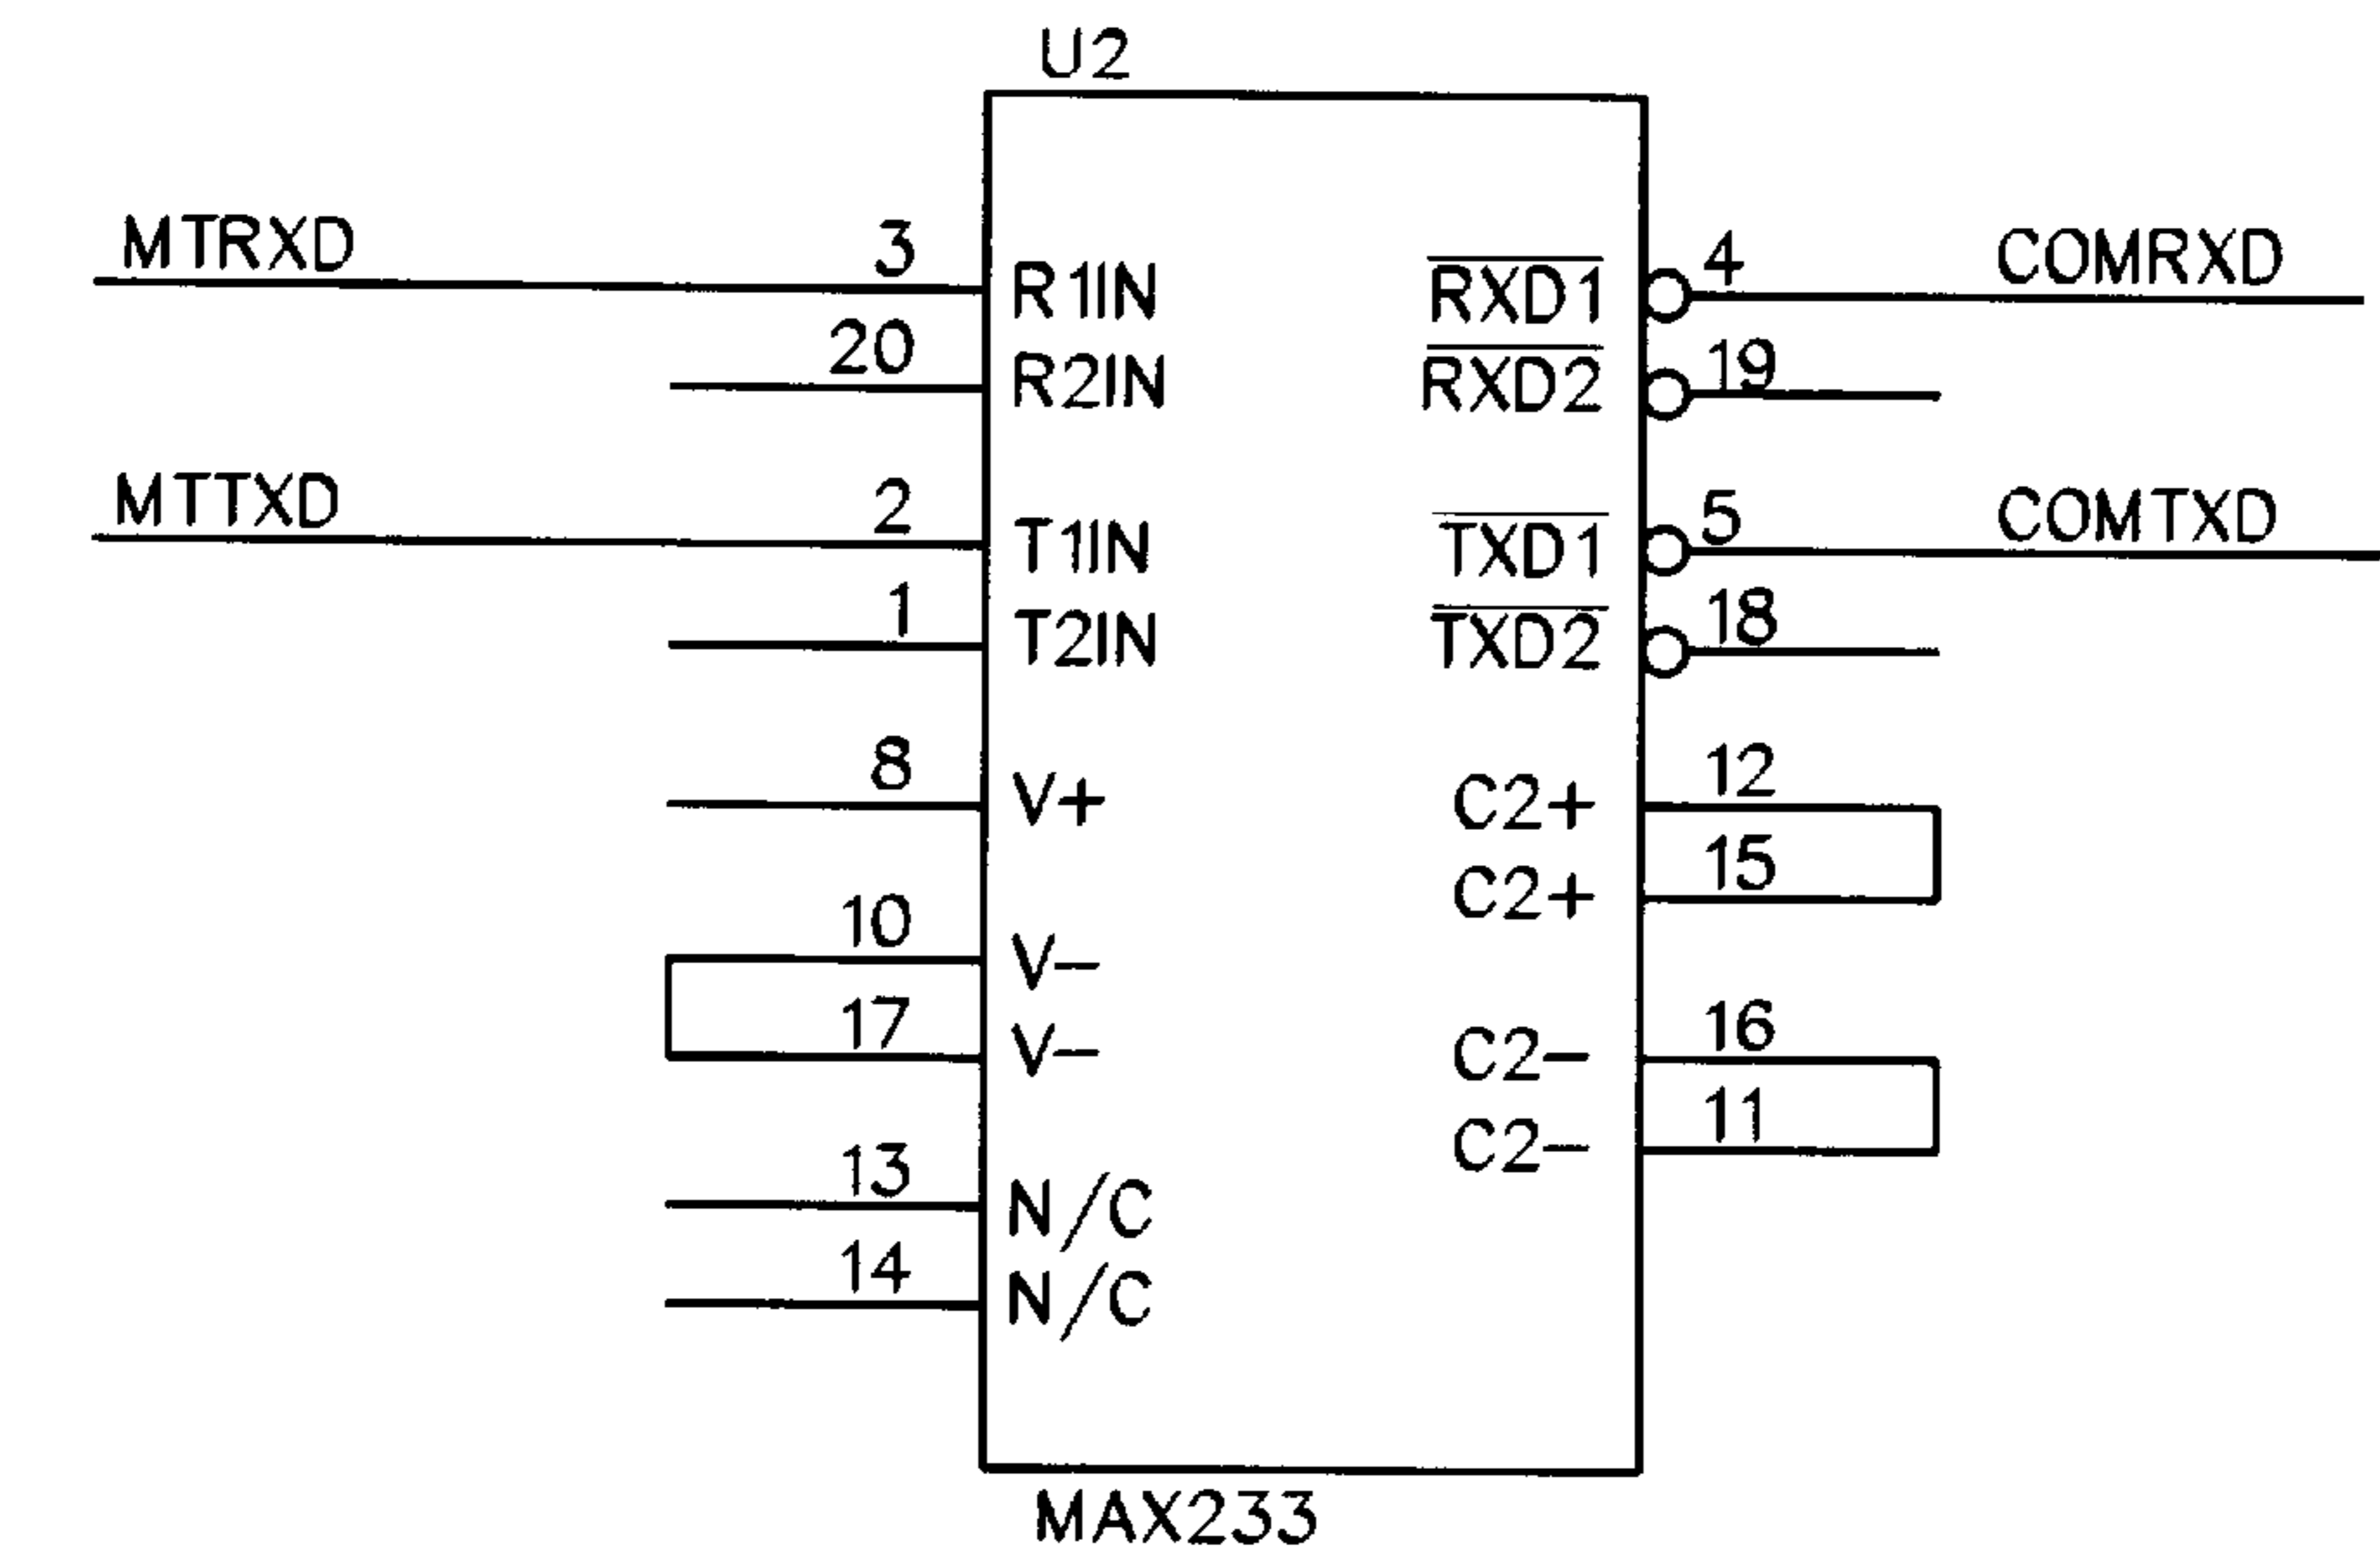 U2
MTRXD 3 R1IN RXD1 4 COMRXD
20 R2IN RXD2 19
MTTXD 2 T1IN TXD1 5 COMTXD
1 T2IN TXD2 18
8 V+ C2+ 12
C2+ 15
10 V-
17 V- C2- 16
C2- 11
13 N/C
14 N/C
MAX233